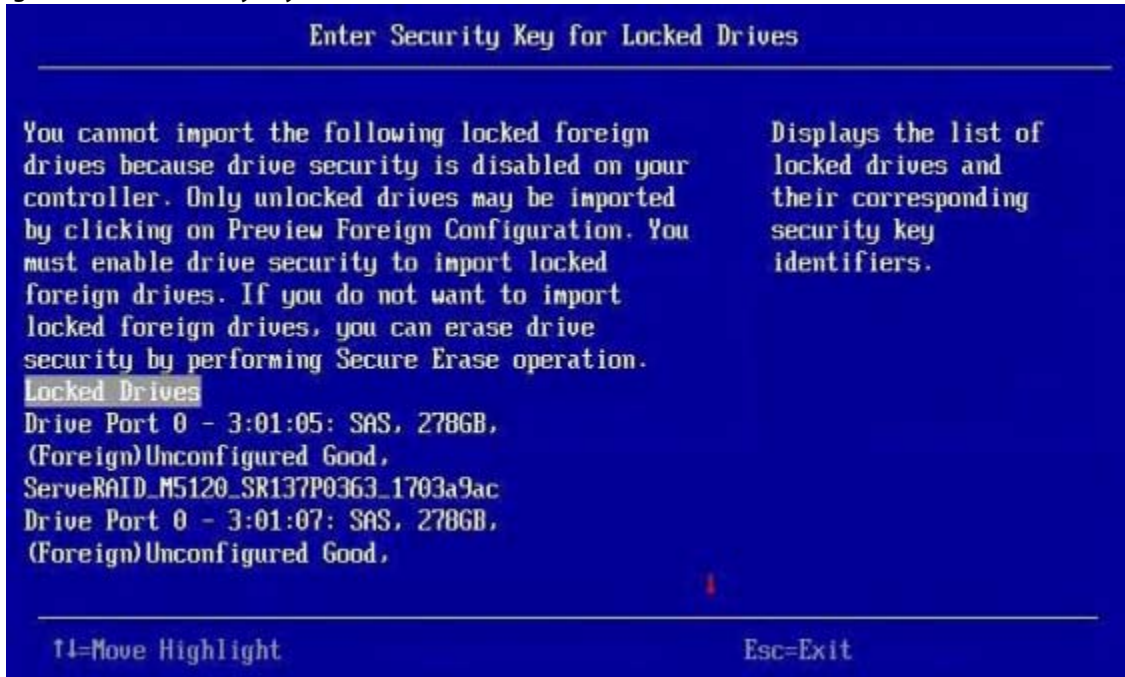 Enter Security Key for Locked Drives
You cannot import the following locked foreign
drives because drive security is disabled on your
controller. Only unlocked drives may be imported
by clicking on Preview Foreign Configuration. You
must enable drive security to import locked
foreign drives. If you do not want to import
locked foreign drives, you can erase drive
security by performing Secure Erase operation.
Locked Drives
Drive Port 0 - 3:01:05: SAS, 278GB,
(Foreign)Unconfigured Good,
ServeRAID_M5120_SR137P0363_1703a9ac
Drive Port 0 - 3:01:07: SAS, 278GB,
(Foreign)Unconfigured Good,
Displays the list of
locked drives and
their corresponding
security key
identifiers.
↓
↑↓=Move Highlight
Esc=Exit